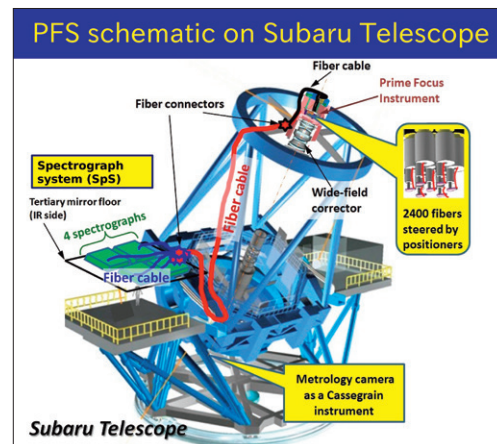 PFS schematic on Subaru Telescope
Fiber cable
Prime Focus
Instrument
Fiber connectors
Spectrograph
system (SpS)
Wide-field
corrector
Tertiary mirror floor
(IR side)
4 spectrographs
Fiber cable
Fiber cable
2400 fibers
steered by
positioners
Metrology camera
as a Cassegrain
instrument
Subaru Telescope